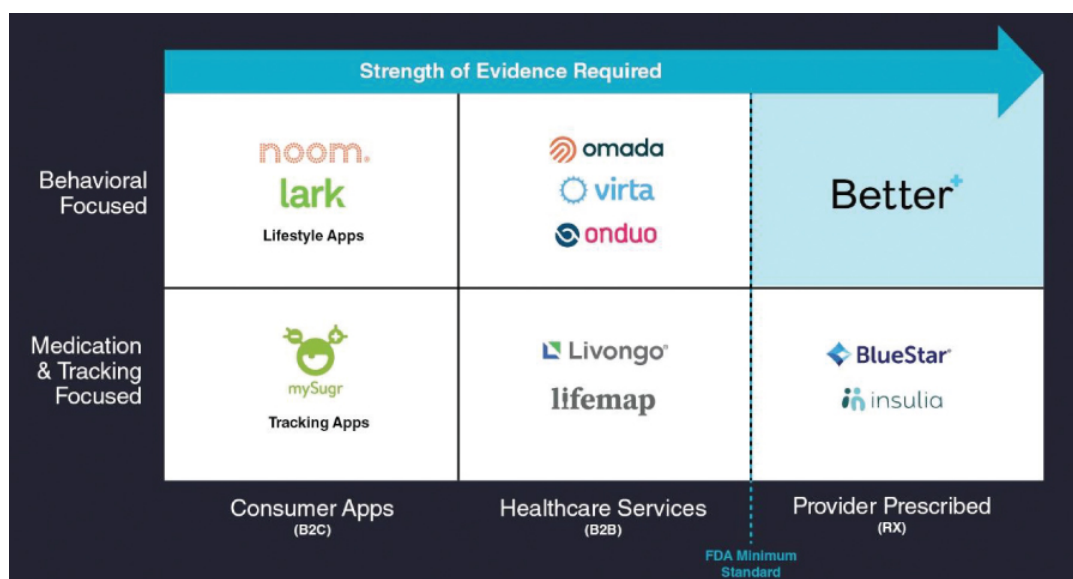 Strength of Evidence Required
Behavioral
Focused
noom®
lark
Lifestyle Apps
omada
virta
onduo
Better+
Medication
& Tracking
Focused
mySugr
Tracking Apps
Livongo®
lifemap
BlueStar®
insulia
Consumer Apps
(B2C)
Healthcare Services
(B2B)
Provider Prescribed
(RX)
FDA Minimum
Standard